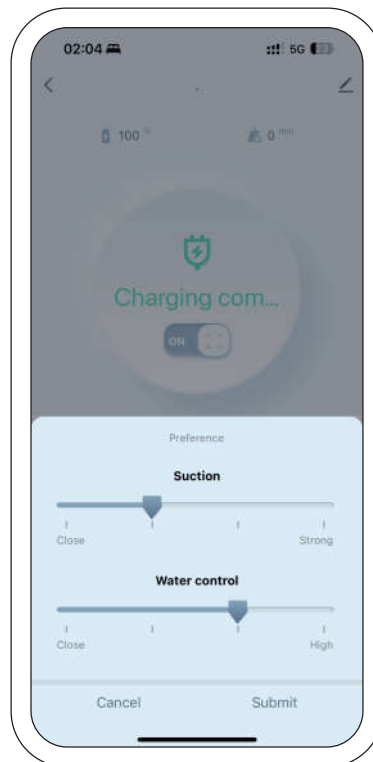 02:04 5G
100 %
0 min
Charging com...
ON
Preference
Suction
Close Strong
Water control
Close High
Cancel Submit